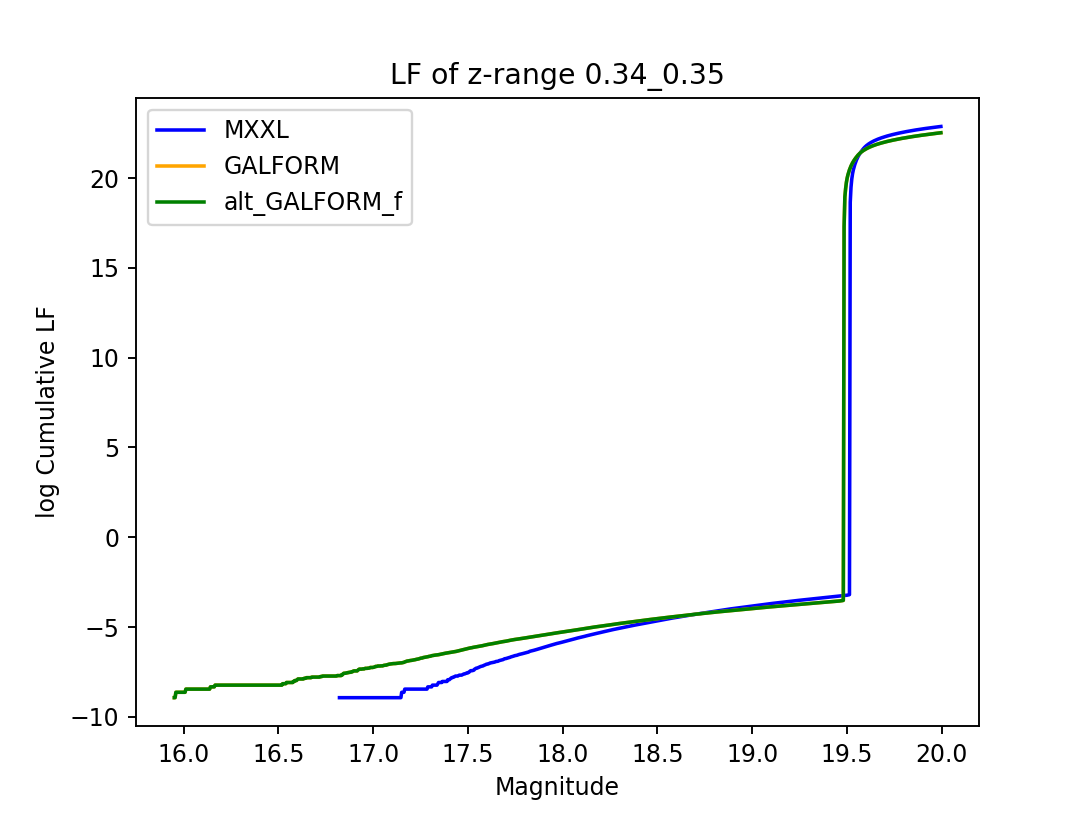 LF of z-range 0.34_0.35
MXXL
GALFORM
alt_GALFORM_f
log Cumulative LF
20
15
10
5
0
−5
−10
16.0 16.5 17.0 17.5 18.0 18.5 19.0 19.5 20.0
Magnitude